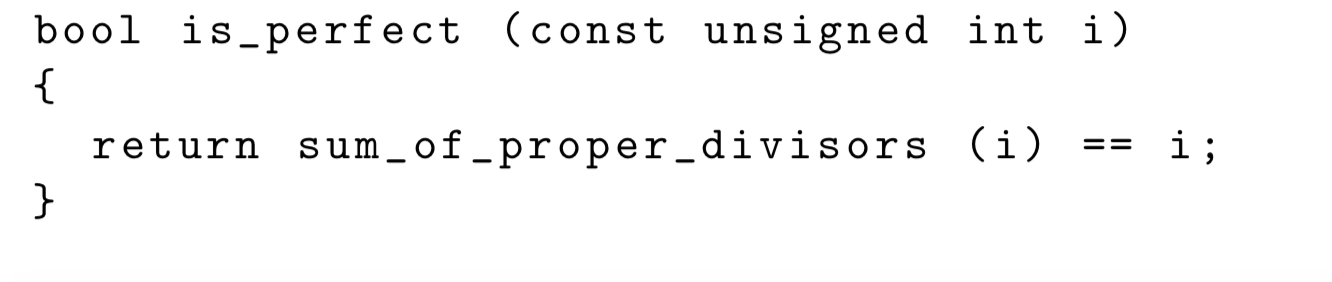 bool is_perfect (const unsigned int i)
{
  return sum_of_proper_divisors (i) == i;
}